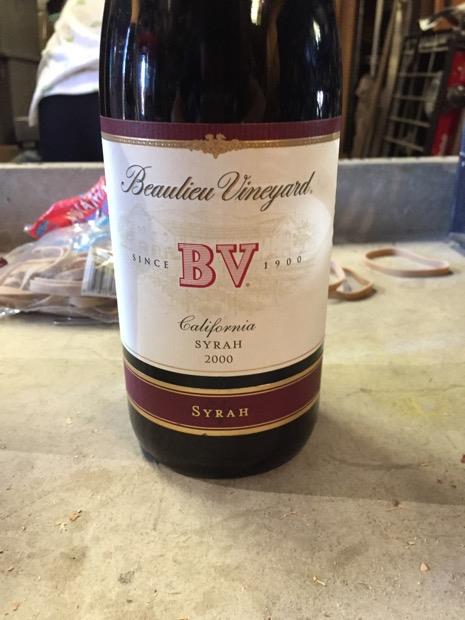 Beaulieu Vineyard.
SINCE BV 1900
California
SYRAH
2000
SYRAH